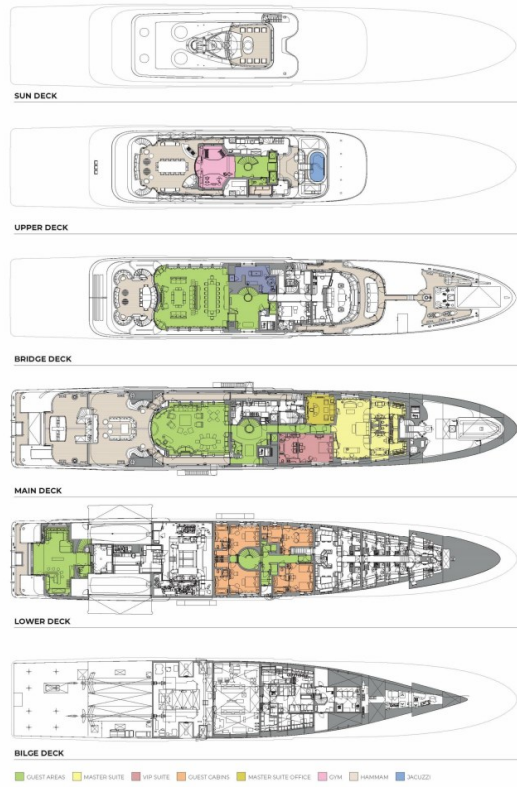 SUN DECK
UPPER DECK
BRIDGE DECK
MAIN DECK
LOWER DECK
BILGE DECK
GUEST AREAS MASTER SUITE VIP SUITE GUEST CABINS MASTER SUITE OFFICE GYM HAMMAM JACUZZI